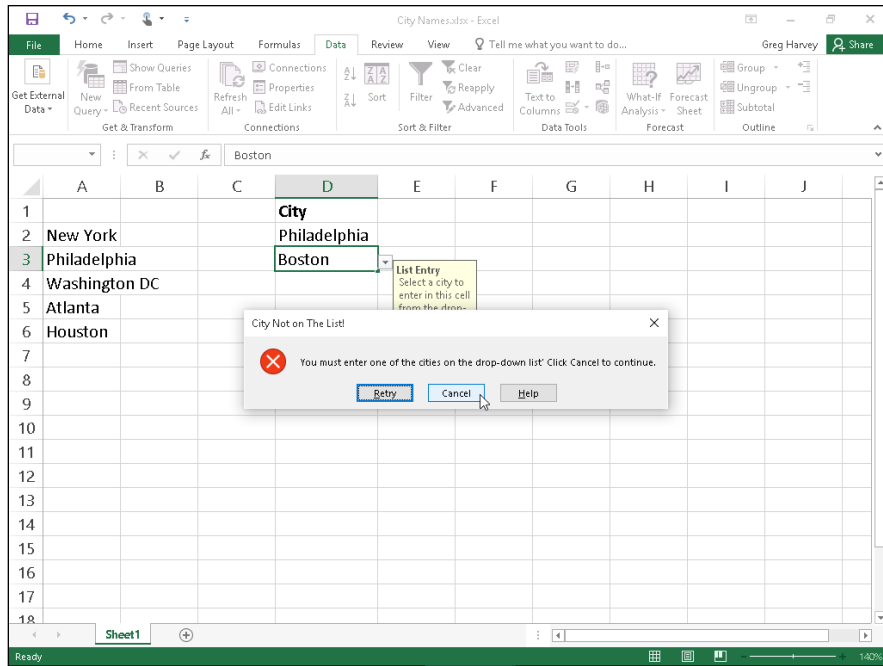 City Names.xlsx - Excel
File Home Insert Page Layout Formulas Data Review View Tell me what you want to do... Greg Harvey Share
Get External Data
New Query
Show Queries
From Table
Recent Sources
Get & Transform
Refresh All
Connections
Properties
Edit Links
Connections
Sort
Filter
Clear
Reapply
Advanced
Sort & Filter
Text to Columns
Data Tools
What-If Analysis
Forecast Sheet
Forecast
Group
Ungroup
Subtotal
Outline
fx Boston
A B C D E F G H I J
1 City
2 New York Philadelphia
3 Philadelphia Boston
4 Washington DC
5 Atlanta
6 Houston
List Entry
Select a city to
enter in this cell
from the drop-
City Not on The List!
You must enter one of the cities on the drop-down list' Click Cancel to continue.
Retry Cancel Help
7
8
9
10
11
12
13
14
15
16
17
18
Sheet1
Ready 140%